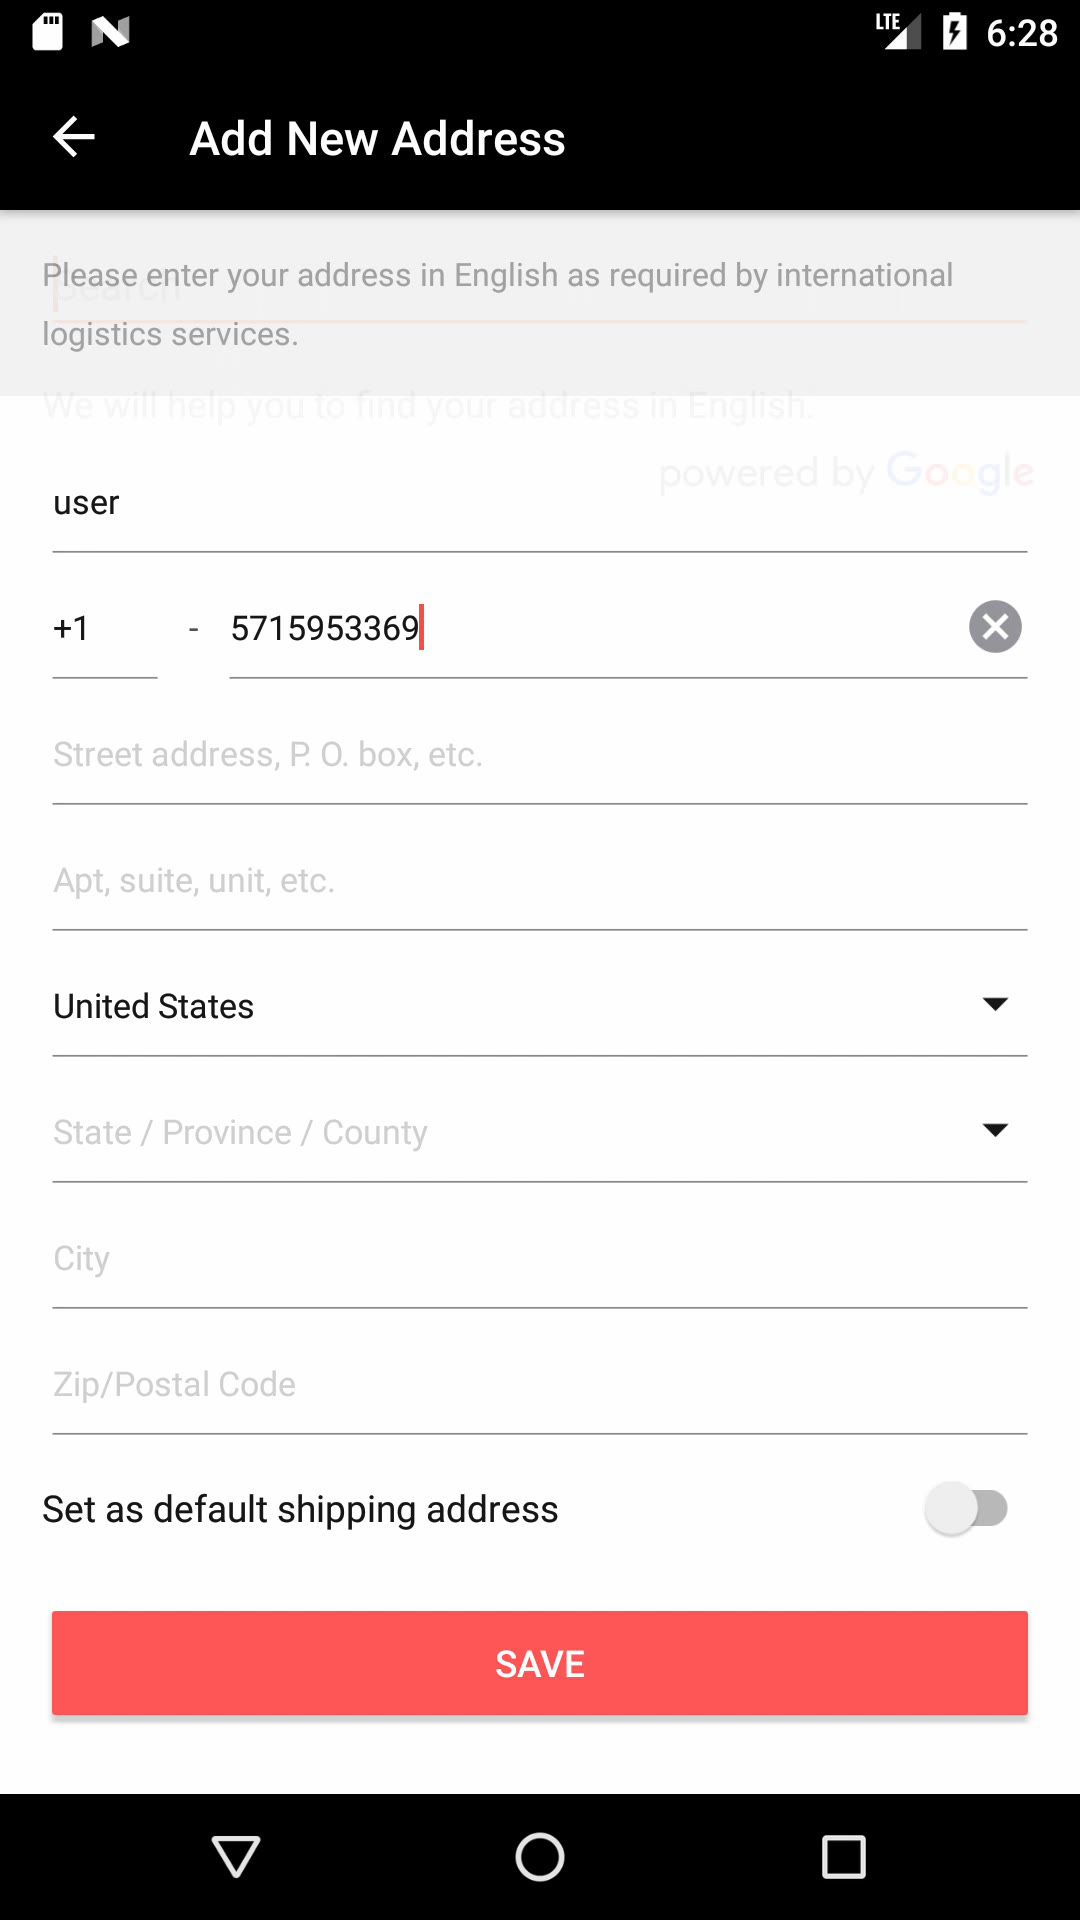 LTE 6:28
Add New Address
Please enter your address in English as required by international
Search
logistics services.
We will help you to find your address in English.
powered by Google
user
+1 - 5715953369
Street address, P. O. box, etc.
Apt, suite, unit, etc.
United States
State / Province / County
City
Zip/Postal Code
Set as default shipping address
SAVE